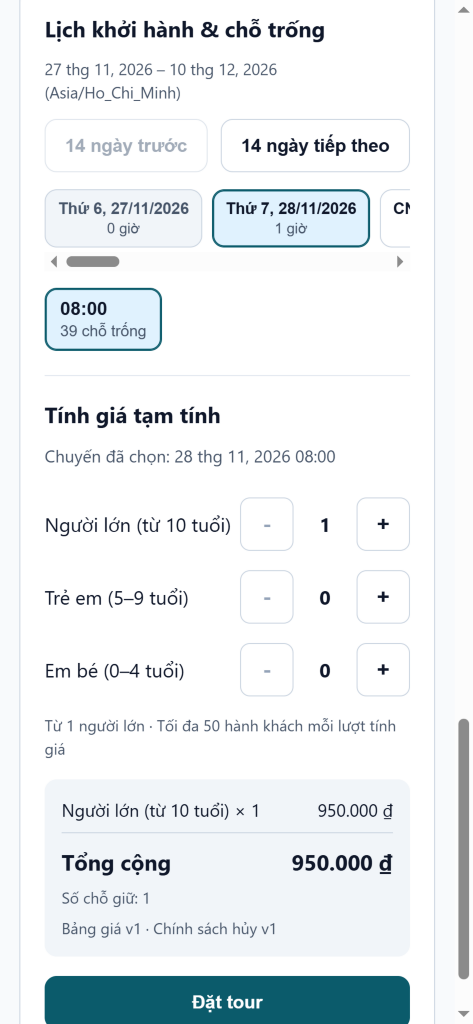 Lịch khởi hành & chỗ trống
27 thg 11, 2026 – 10 thg 12, 2026
(Asia/Ho_Chi_Minh)
14 ngày trước
14 ngày tiếp theo
Thứ 6, 27/11/2026
0 giờ
Thứ 7, 28/11/2026
1 giờ
CN
08:00
39 chỗ trống
Tính giá tạm tính
Chuyến đã chọn: 28 thg 11, 2026 08:00
Người lớn (từ 10 tuổi) - 1 +
Trẻ em (5–9 tuổi) - 0 +
Em bé (0–4 tuổi) - 0 +
Từ 1 người lớn · Tối đa 50 hành khách mỗi lượt tính
giá
Người lớn (từ 10 tuổi) × 1 950.000 ₫
Tổng cộng 950.000 ₫
Số chỗ giữ: 1
Bảng giá v1 · Chính sách hủy v1
Đặt tour